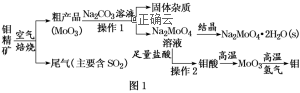 钼精矿
空气
焙烧
粗产品
(MoO₃)
Na₂CO₃溶液
操作1
固体杂质
正确云
Na₂MoO₄
溶液
结晶
Na₂MoO₄·2H₂O(s)
尾气(主要含SO₂)
足量盐酸
操作2
钼酸
高温
MoO₃
高温
氢气
钼
图1